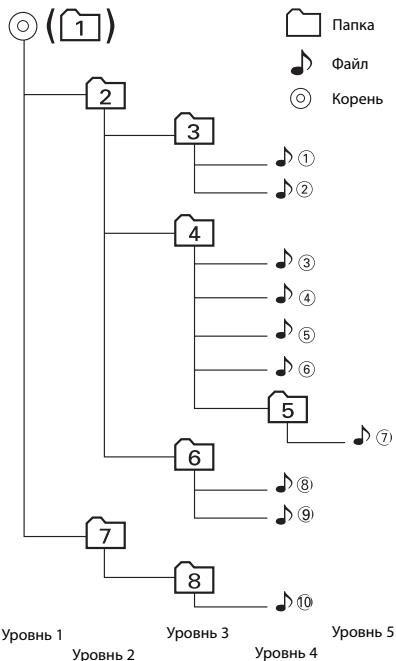 (1)
Папка
Файл
Корень
2
3
①
②
4
③
④
⑤
⑥
5
⑦
6
⑧
⑨
7
8
⑩
Уровнь 1
Уровнь 2
Уровнь 3
Уровнь 4
Уровнь 5